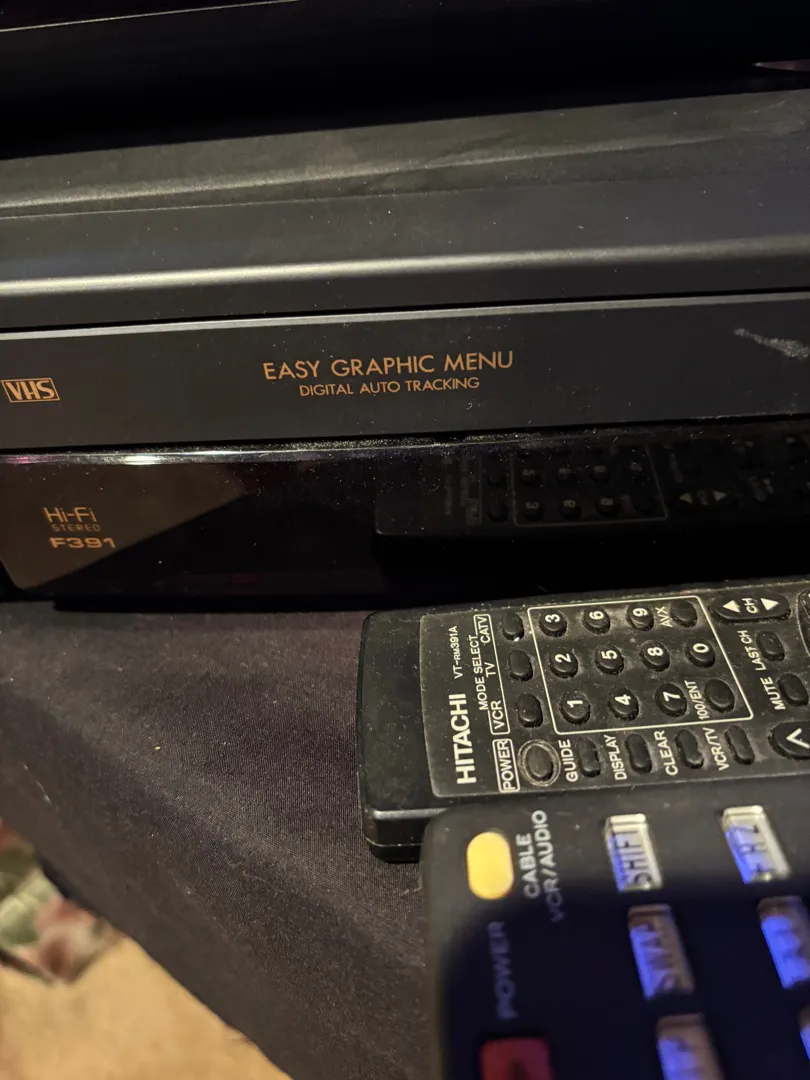 EASY GRAPHIC MENU
VHS
DIGITAL AUTO TRACKING
Hi-Fi
STEREO
F391
HITACHI VT-RM391A
MODE SELECT
VCR TV CATV
POWER
3 6 9 AVX
2 5 8 0
1 4 7 100/ENT
CH
LAST CH
MUTE
GUIDE DISPLAY CLEAR VCR/TV
CABLE
VCR/AUDIO
POWER
SHIFT
SWAP